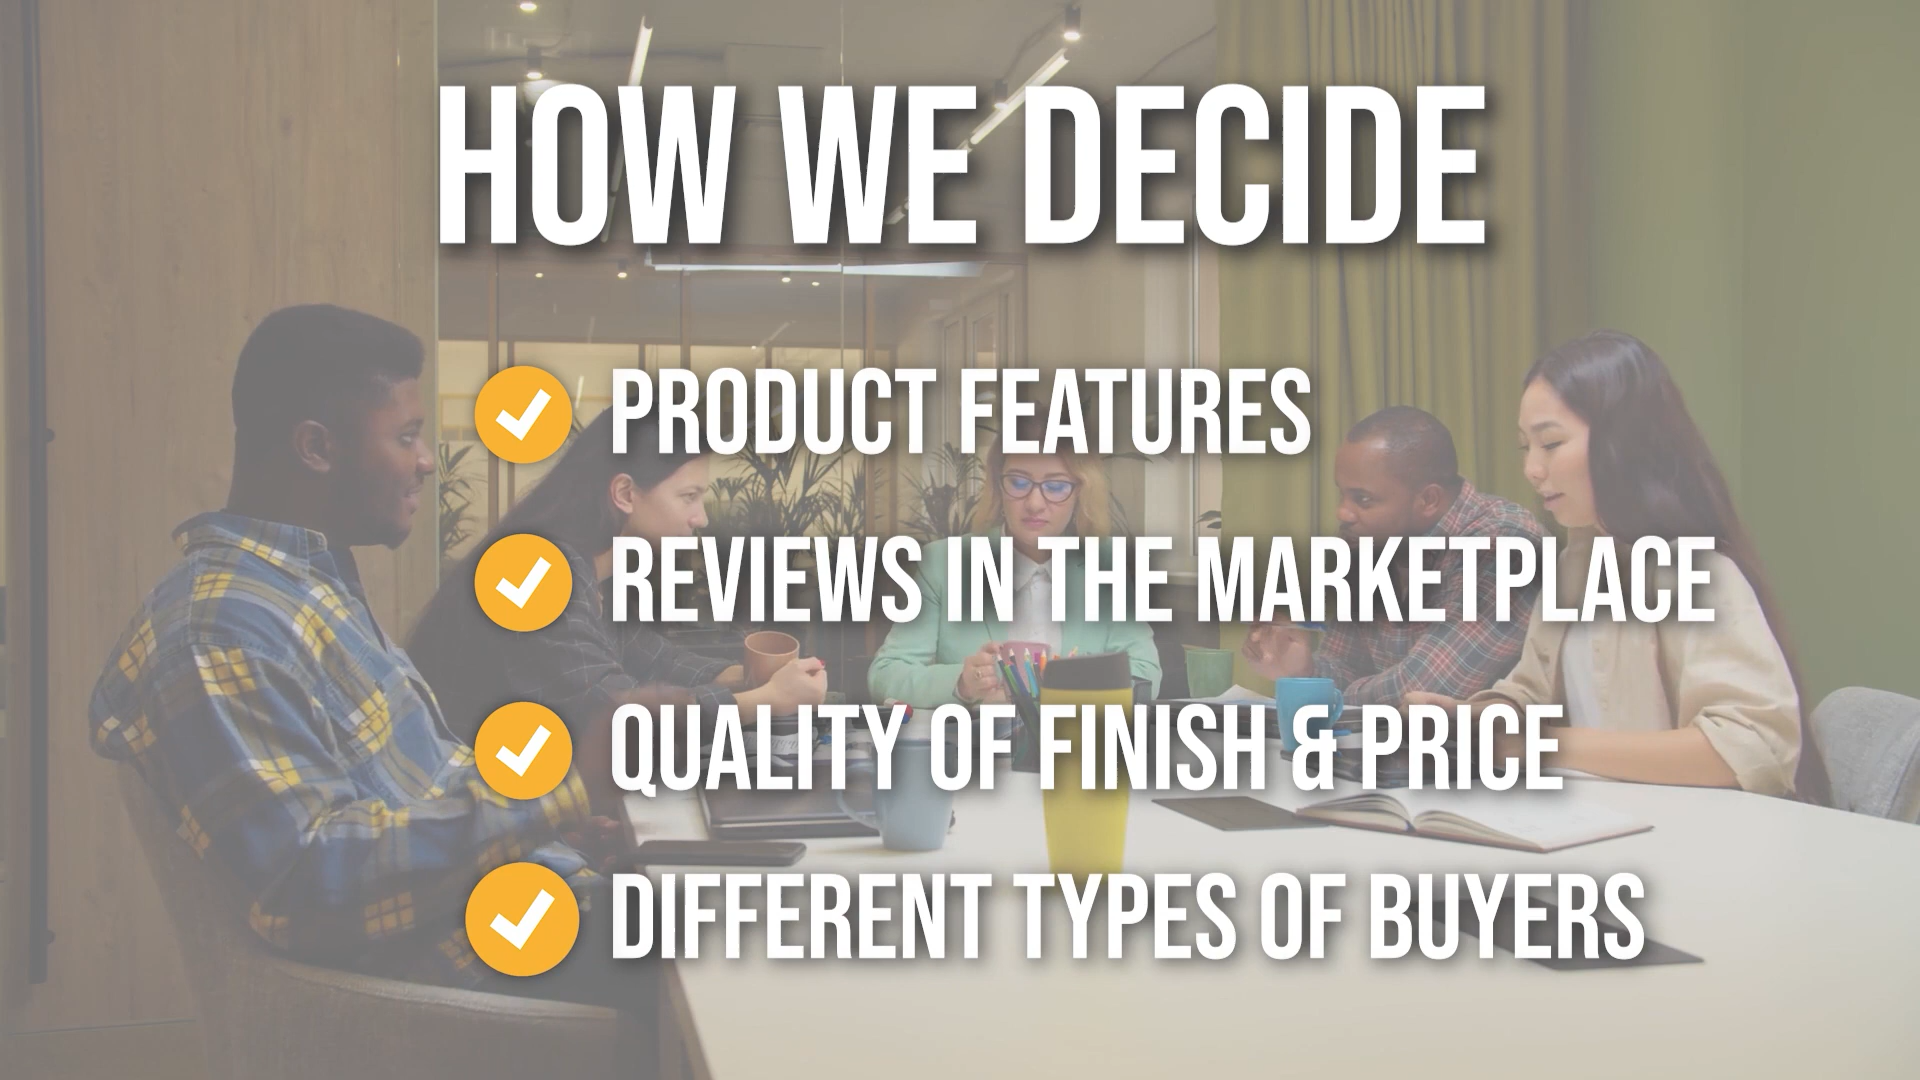 HOW WE DECIDE
PRODUCT FEATURES
REVIEWS IN THE MARKETPLACE
QUALITY OF FINISH & PRICE
DIFFERENT TYPES OF BUYERS